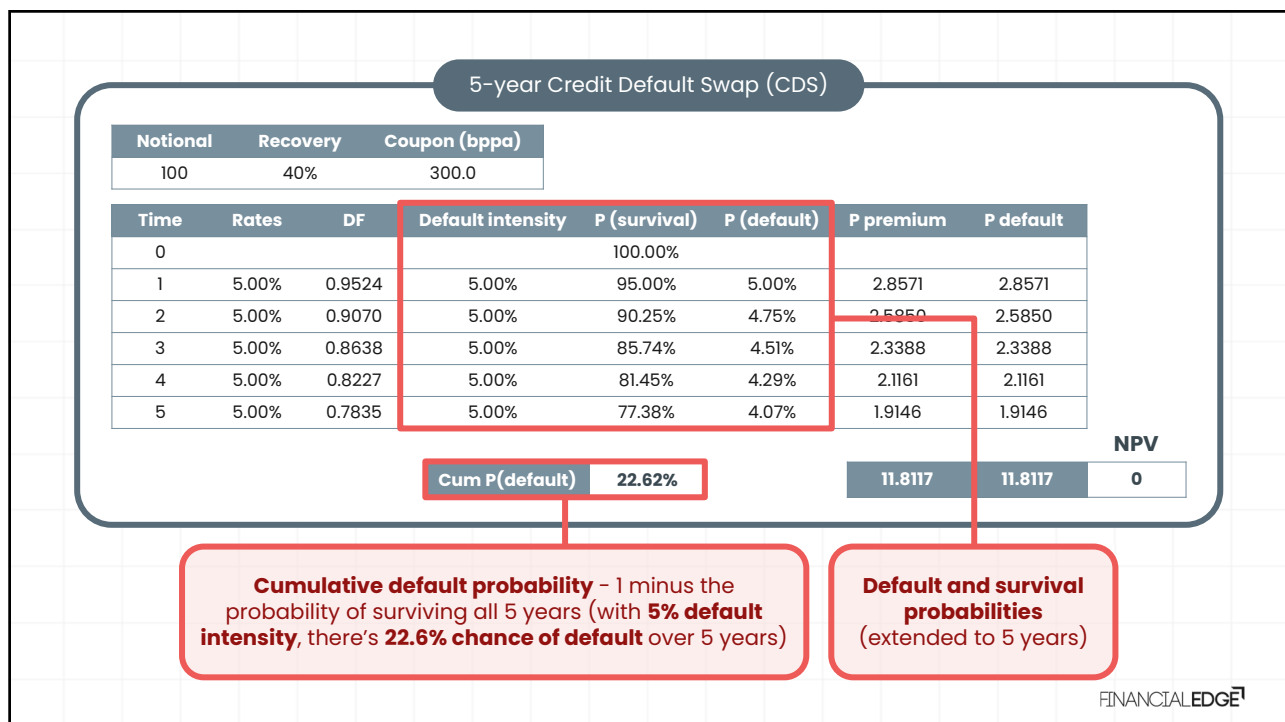 5-year Credit Default Swap (CDS)
Notional Recovery Coupon (bppa)
100 40% 300.0
Time Rates DF Default intensity P (survival) P (default) P premium P default
0 100.00%
1 5.00% 0.9524 5.00% 95.00% 5.00% 2.8571 2.8571
2 5.00% 0.9070 5.00% 90.25% 4.75% 2.5850 2.5850
3 5.00% 0.8638 5.00% 85.74% 4.51% 2.3388 2.3388
4 5.00% 0.8227 5.00% 81.45% 4.29% 2.1161 2.1161
5 5.00% 0.7835 5.00% 77.38% 4.07% 1.9146 1.9146
NPV
Cum P(default) 22.62% 11.8117 11.8117 0
Cumulative default probability - 1 minus the
probability of surviving all 5 years (with 5% default
intensity, there's 22.6% chance of default over 5 years)
Default and survival
probabilities
(extended to 5 years)
FINANCIALEDGE